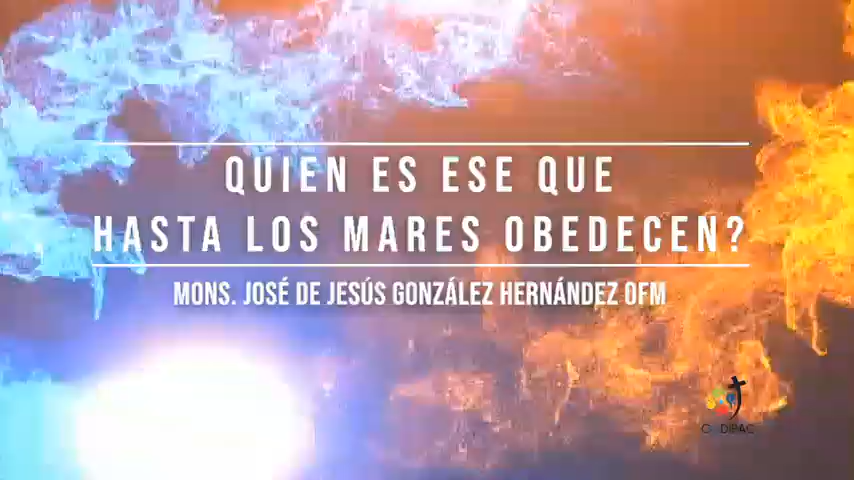 QUIEN ES ESE QUE
HASTA LOS MARES OBEDECEN?
MONS. JOSÉ DE JESÚS GONZÁLEZ HERNÁNDEZ OFM